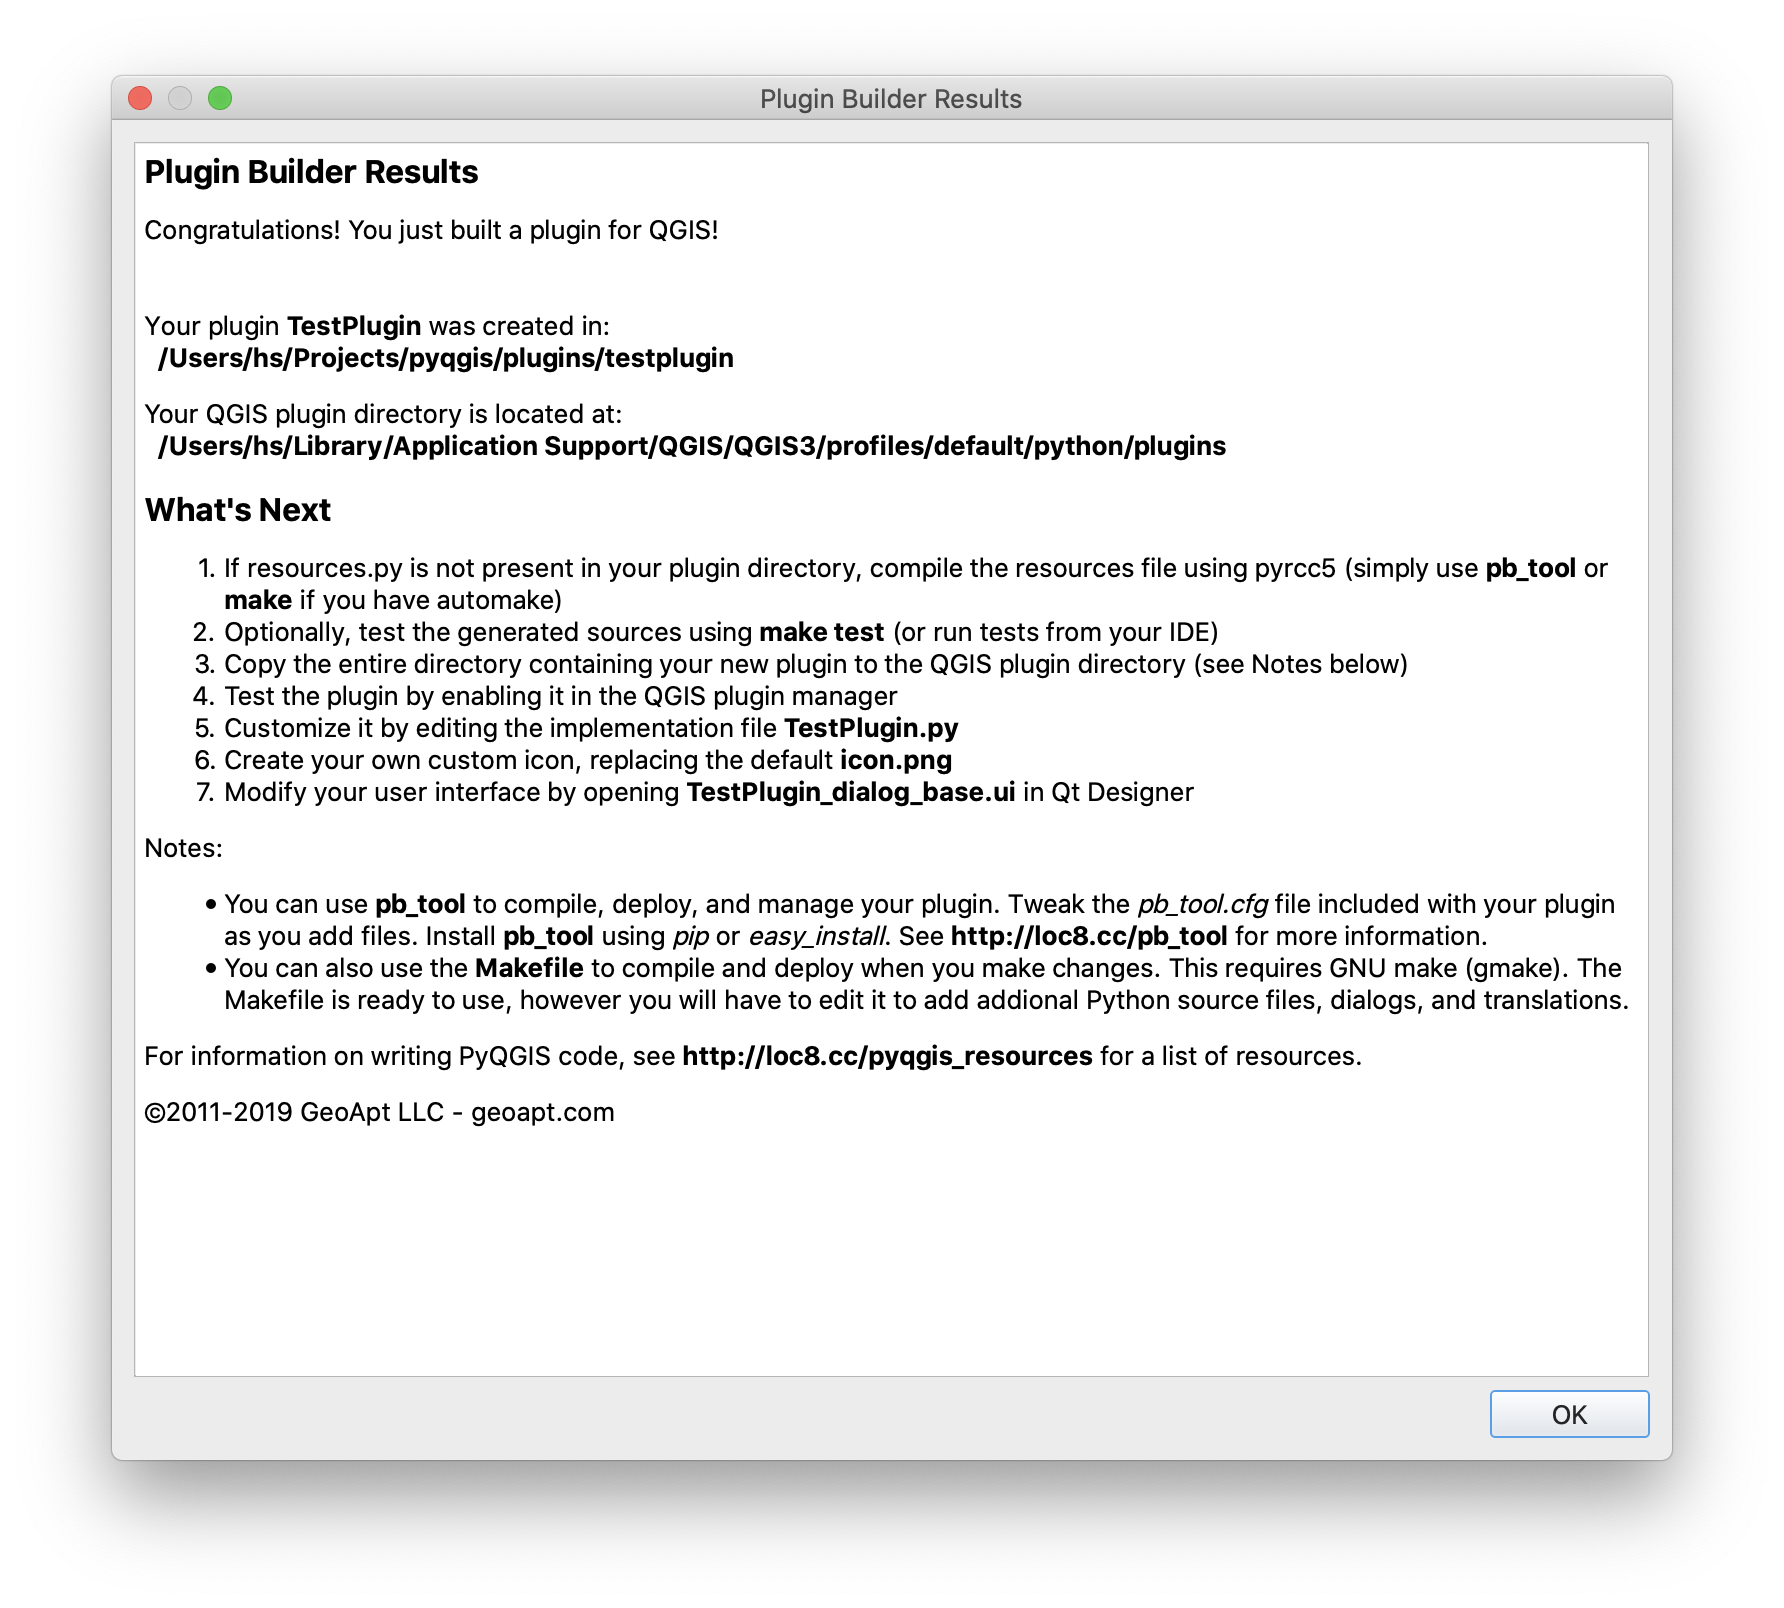 Plugin Builder Results
Plugin Builder Results
Congratulations! You just built a plugin for QGIS!
Your plugin TestPlugin was created in:
/Users/hs/Projects/pyqgis/plugins/testplugin
Your QGIS plugin directory is located at:
/Users/hs/Library/Application Support/QGIS/QGIS3/profiles/default/python/plugins
What's Next
1. If resources.py is not present in your plugin directory, compile the resources file using pyrcc5 (simply use pb_tool or
make if you have automake)
2. Optionally, test the generated sources using make test (or run tests from your IDE)
3. Copy the entire directory containing your new plugin to the QGIS plugin directory (see Notes below)
4. Test the plugin by enabling it in the QGIS plugin manager
5. Customize it by editing the implementation file TestPlugin.py
6. Create your own custom icon, replacing the default icon.png
7. Modify your user interface by opening TestPlugin_dialog_base.ui in Qt Designer
Notes:
• You can use pb_tool to compile, deploy, and manage your plugin. Tweak the pb_tool.cfg file included with your plugin
as you add files. Install pb_tool using pip or easy_install. See http://loc8.cc/pb_tool for more information.
• You can also use the Makefile to compile and deploy when you make changes. This requires GNU make (gmake). The
Makefile is ready to use, however you will have to edit it to add addional Python source files, dialogs, and translations.
For information on writing PyQGIS code, see http://loc8.cc/pyqgis_resources for a list of resources.
©2011-2019 GeoApt LLC - geoapt.com
OK